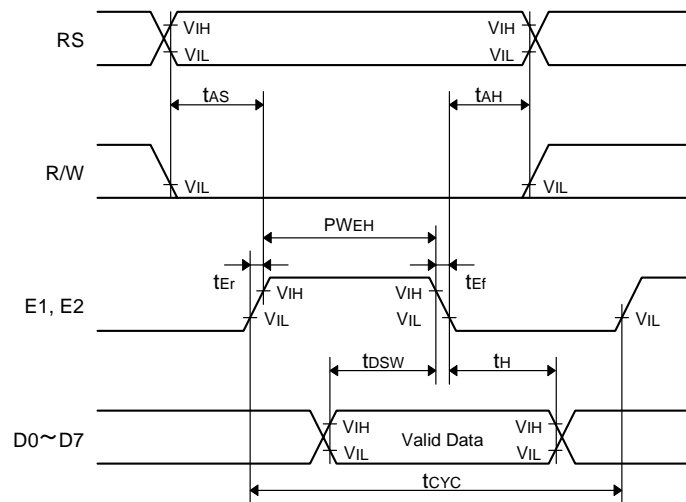 RS
VIH
VIL
VIH
VIL
tAS
tAH
R/W
VIL
VIL
PWEH
tEr
tEf
E1, E2
VIH
VIL
VIH
VIL
VIL
tDSW
tH
D0～D7
VIH
VIL
Valid Data
VIH
VIL
tCYC